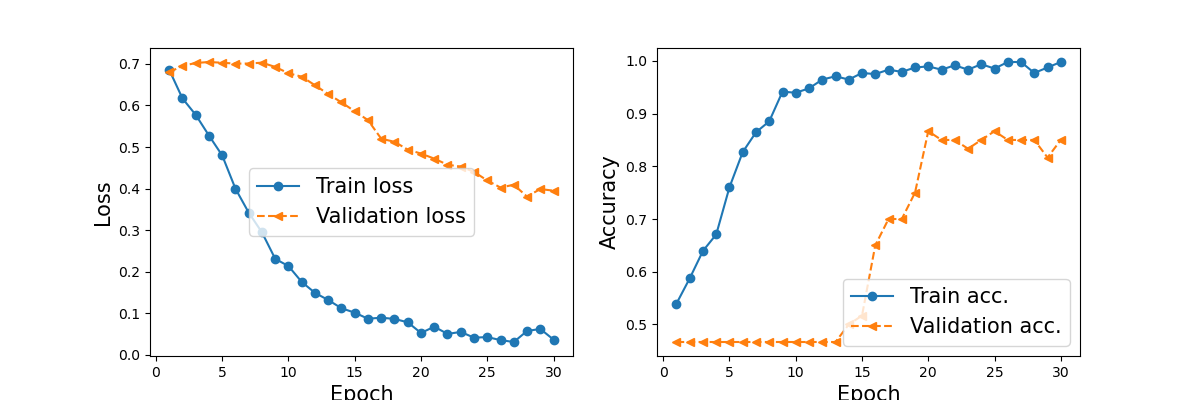 0.7
0.6
0.5
0.4
0.3
0.2
0.1
0.0
Loss
Train loss
Validation loss
0 5 10 15 20 25 30
Epoch
1.0
0.9
0.8
0.7
0.6
0.5
Accuracy
Train acc.
Validation acc.
0 5 10 15 20 25 30
Epoch